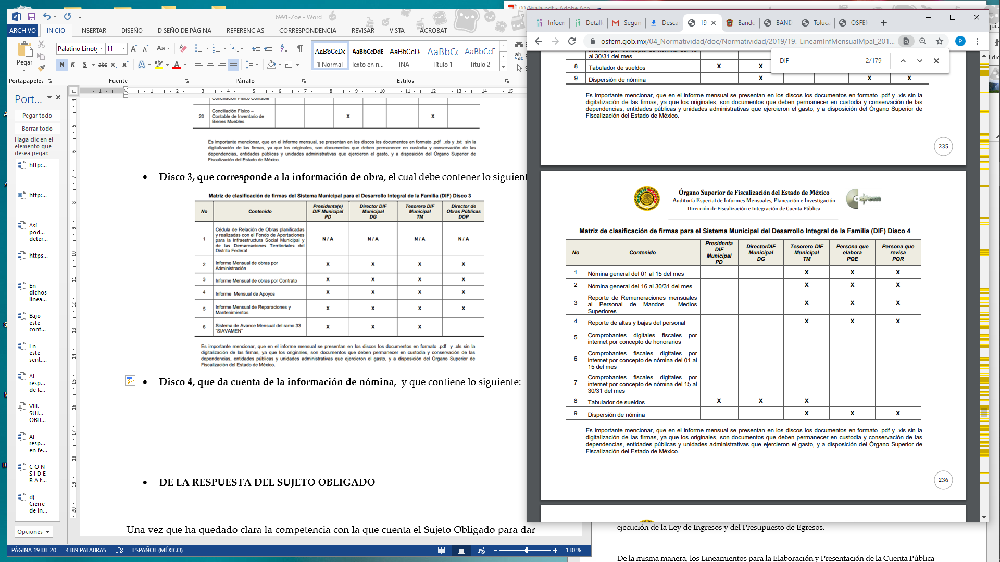 6991-Zoe - Word
ARCHIVO
INICIO
INSERTAR
DISEÑO
DISEÑO DE PÁGINA
REFERENCIAS
CORRESPONDENCIA
REVISAR
VISTA
ACROBAT
Pegar
Portapapeles
Palatino Linoty
11
Fuente
Párrafo
¶ Normal
Texto en n...
INAI
Título 1
Título 2
Estilos
Port...
Pegar todo
Borrar todo
Haga clic en el
elemento que
desea pegar:
http:...
http:...
Así
pod...
deter...
https...
En
dichos
linea...
Bajo
este
cont...
En
este
sent....
Al
resp...
de la...
VIII.
SUJ...
OBLI...
Al
resp...
en fe...
C O N
S I D E
R A N...
d)
Cierre
de in...
Opciones
Conciliación Físico Contable
20 Conciliación Físico –
Contable de Inventario de
Bienes Muebles X X
Es importante mencionar, que en el informe mensual, se presentan en los discos los documentos en formato .pdf .xls y .txt sin la
digitalización de las firmas, ya que los originales, son documentos que deben permanecer en custodia y conservación de las
dependencias, entidades públicas y unidades administrativas que ejercieron el gasto, y a disposición del Órgano Superior de
Fiscalización del Estado de México.
• Disco 3, que corresponde a la información de obra, el cual debe contener lo siguient
Matriz de clasificación de firmas del Sistema Municipal para el Desarrollo Integral de la Familia (DIF) Disco 3
No Contenido Presidenta(e) DIF Municipal PD Director DIF Municipal DG Tesorero DIF Municipal TM Director de Obras Públicas DOP
1 Cédula de Relación de Obras planificadas
y realizadas con el Fondo de Aportaciones
para la Infraestructura Social Municipal y
de las Demarcaciones Territoriales del
Distrito Federal N / A N / A N / A N / A
2 Informe Mensual de obras por
Administración X X X X
3 Informe Mensual de obras por Contrato X X X X
4 Informe Mensual de Apoyos X X X X
5 Informe Mensual de Reparaciones y
Mantenimientos X X X X
6 Sistema de Avance Mensual del ramo 33
"SIAVAMEN" X X X
Es importante mencionar, que en el informe mensual se presentan en los discos los documentos en formato .pdf y .xls sin la
digitalización de las firmas, ya que los originales, son documentos que deben permanecer en custodia y conservación de las
dependencias, entidades públicas y unidades administrativas que ejercieron el gasto, y a disposición del Órgano Superior de
Fiscalización del Estado de México.
• Disco 4, que da cuenta de la información de nómina, y que contiene lo siguiente:
• DE LA RESPUESTA DEL SUJETO OBLIGADO
Una vez que ha quedado clara la competencia con la que cuenta el Sujeto Obligado para dar
PÁGINA 19 DE 20
4389 PALABRAS
ESPAÑOL (MÉXICO)
130 %
Infoen
Detall
Segun
Desca
19
Bando
BAND
Toluca
OSFEM
osfem.gob.mx/04_Normatividad/doc/Normatividad/2019/19.-LineamInfMensualMpal_201...
P
DIF
2/179
al 30/31 del mes
8 Tabulador de sueldos X X
9 Dispersión de nómina X X X
Es importante mencionar, que en el informe mensual se presentan en los discos los documentos en formato .pdf y .xls sin la
digitalización de las firmas, ya que los originales, son documentos que deben permanecer en custodia y conservación de las
dependencias, entidades públicas y unidades administrativas que ejercieron el gasto, y a disposición del Órgano Superior de
Fiscalización del Estado de México.
235
Órgano Superior de Fiscalización del Estado de México
Auditoría Especial de Informes Mensuales, Planeación e Investigación
Dirección de Fiscalización e Integración de Cuenta Pública
osfem
Matriz de clasificación de firmas para el Sistema Municipal del Desarrollo Integral de la Familia (DIF) Disco 4
No Contenido Presidenta DIF Municipal PD DirectorDIF Municipal DG Tesorero DIF Municipal TM Persona que elabora PQE Persona que revisa PQR
1 Nómina general del 01 al 15 del mes X X X
2 Nómina general del 16 al 30/31 del mes X X X
3 Reporte de Remuneraciones mensuales
al Personal de Mandos Medios
Superiores X X X
4 Reporte de altas y bajas del personal X X X
5 Comprobantes digitales fiscales por
internet por concepto de honorarios
6 Comprobantes fiscales digitales por
internet por concepto de nómina del 01 al
15 del mes
7 Comprobantes fiscales digitales por
internet por concepto de nómina del 15 al
30/31 del mes
8 Tabulador de sueldos X X X
9 Dispersión de nómina X X X
Es importante mencionar, que en el informe mensual se presentan en los discos los documentos en formato .pdf y .xls sin la
digitalización de las firmas, ya que los originales, son documentos que deben permanecer en custodia y conservación de las
dependencias, entidades públicas y unidades administrativas que ejercieron el gasto, y a disposición del Órgano Superior de
Fiscalización del Estado de México.
236
ejecución de la Ley de Ingresos y del Presupuesto de Egresos.
De la misma manera, los Lineamientos para la Elaboración y Presentación de la Cuenta Pública